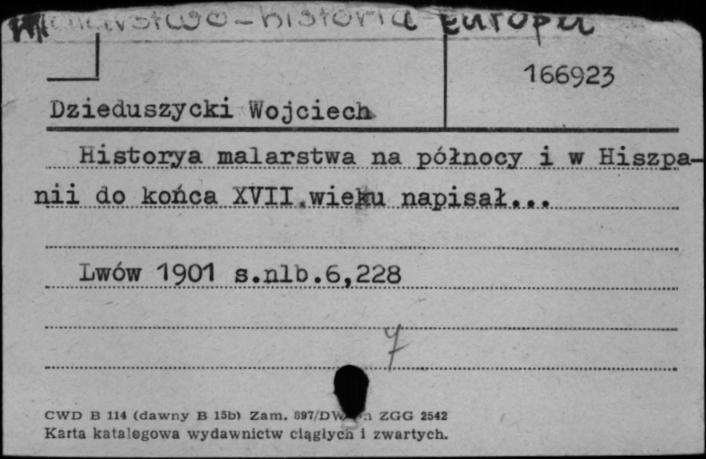 Malarstwo-historia Europa
166923
Dzieduszycki Wojciech
Historya malarstwa na północy i w Hiszpa-
nii do końca XVII wieku napisał...
Lwów 1901 s.nlb.6,228
7
CWD B 114 (dawny B 15b) Zam. 897/ ZGG 2542
Karta katalogowa wydawnictw ciągłych i zwartych.